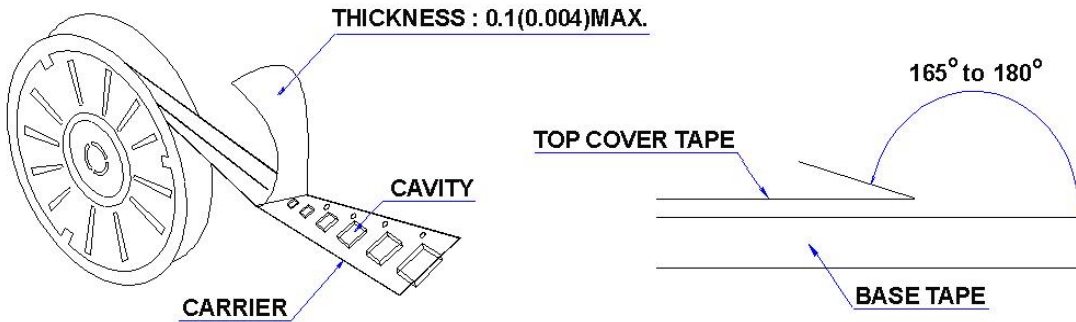 THICKNESS : 0.1(0.004)MAX.
CAVITY
CARRIER
165° to 180°
TOP COVER TAPE
BASE TAPE